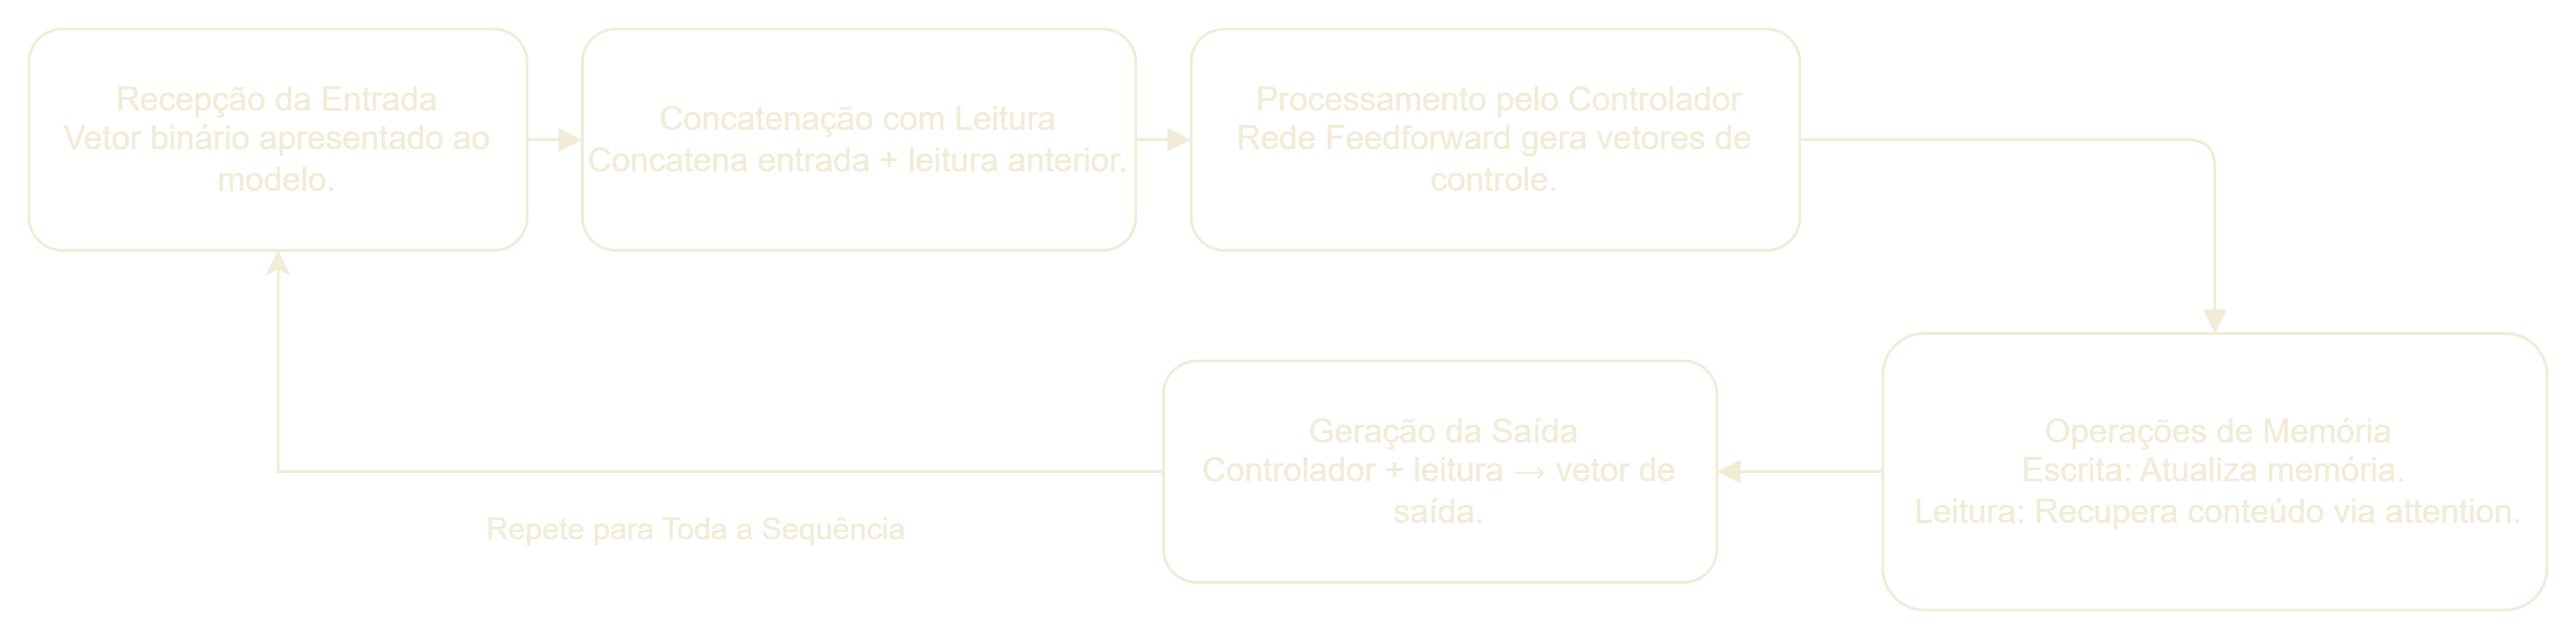 Recepção da Entrada
Vetor binário apresentado ao
modelo.
Concatenação com Leitura
Concatena entrada + leitura anterior.
Processamento pelo Controlador
Rede Feedforward gera vetores de
controle.
Operações de Memória
Escrita: Atualiza memória.
Leitura: Recupera conteúdo via attention.
Geração da Saída
Controlador + leitura → vetor de
saída.
Repete para Toda a Sequência